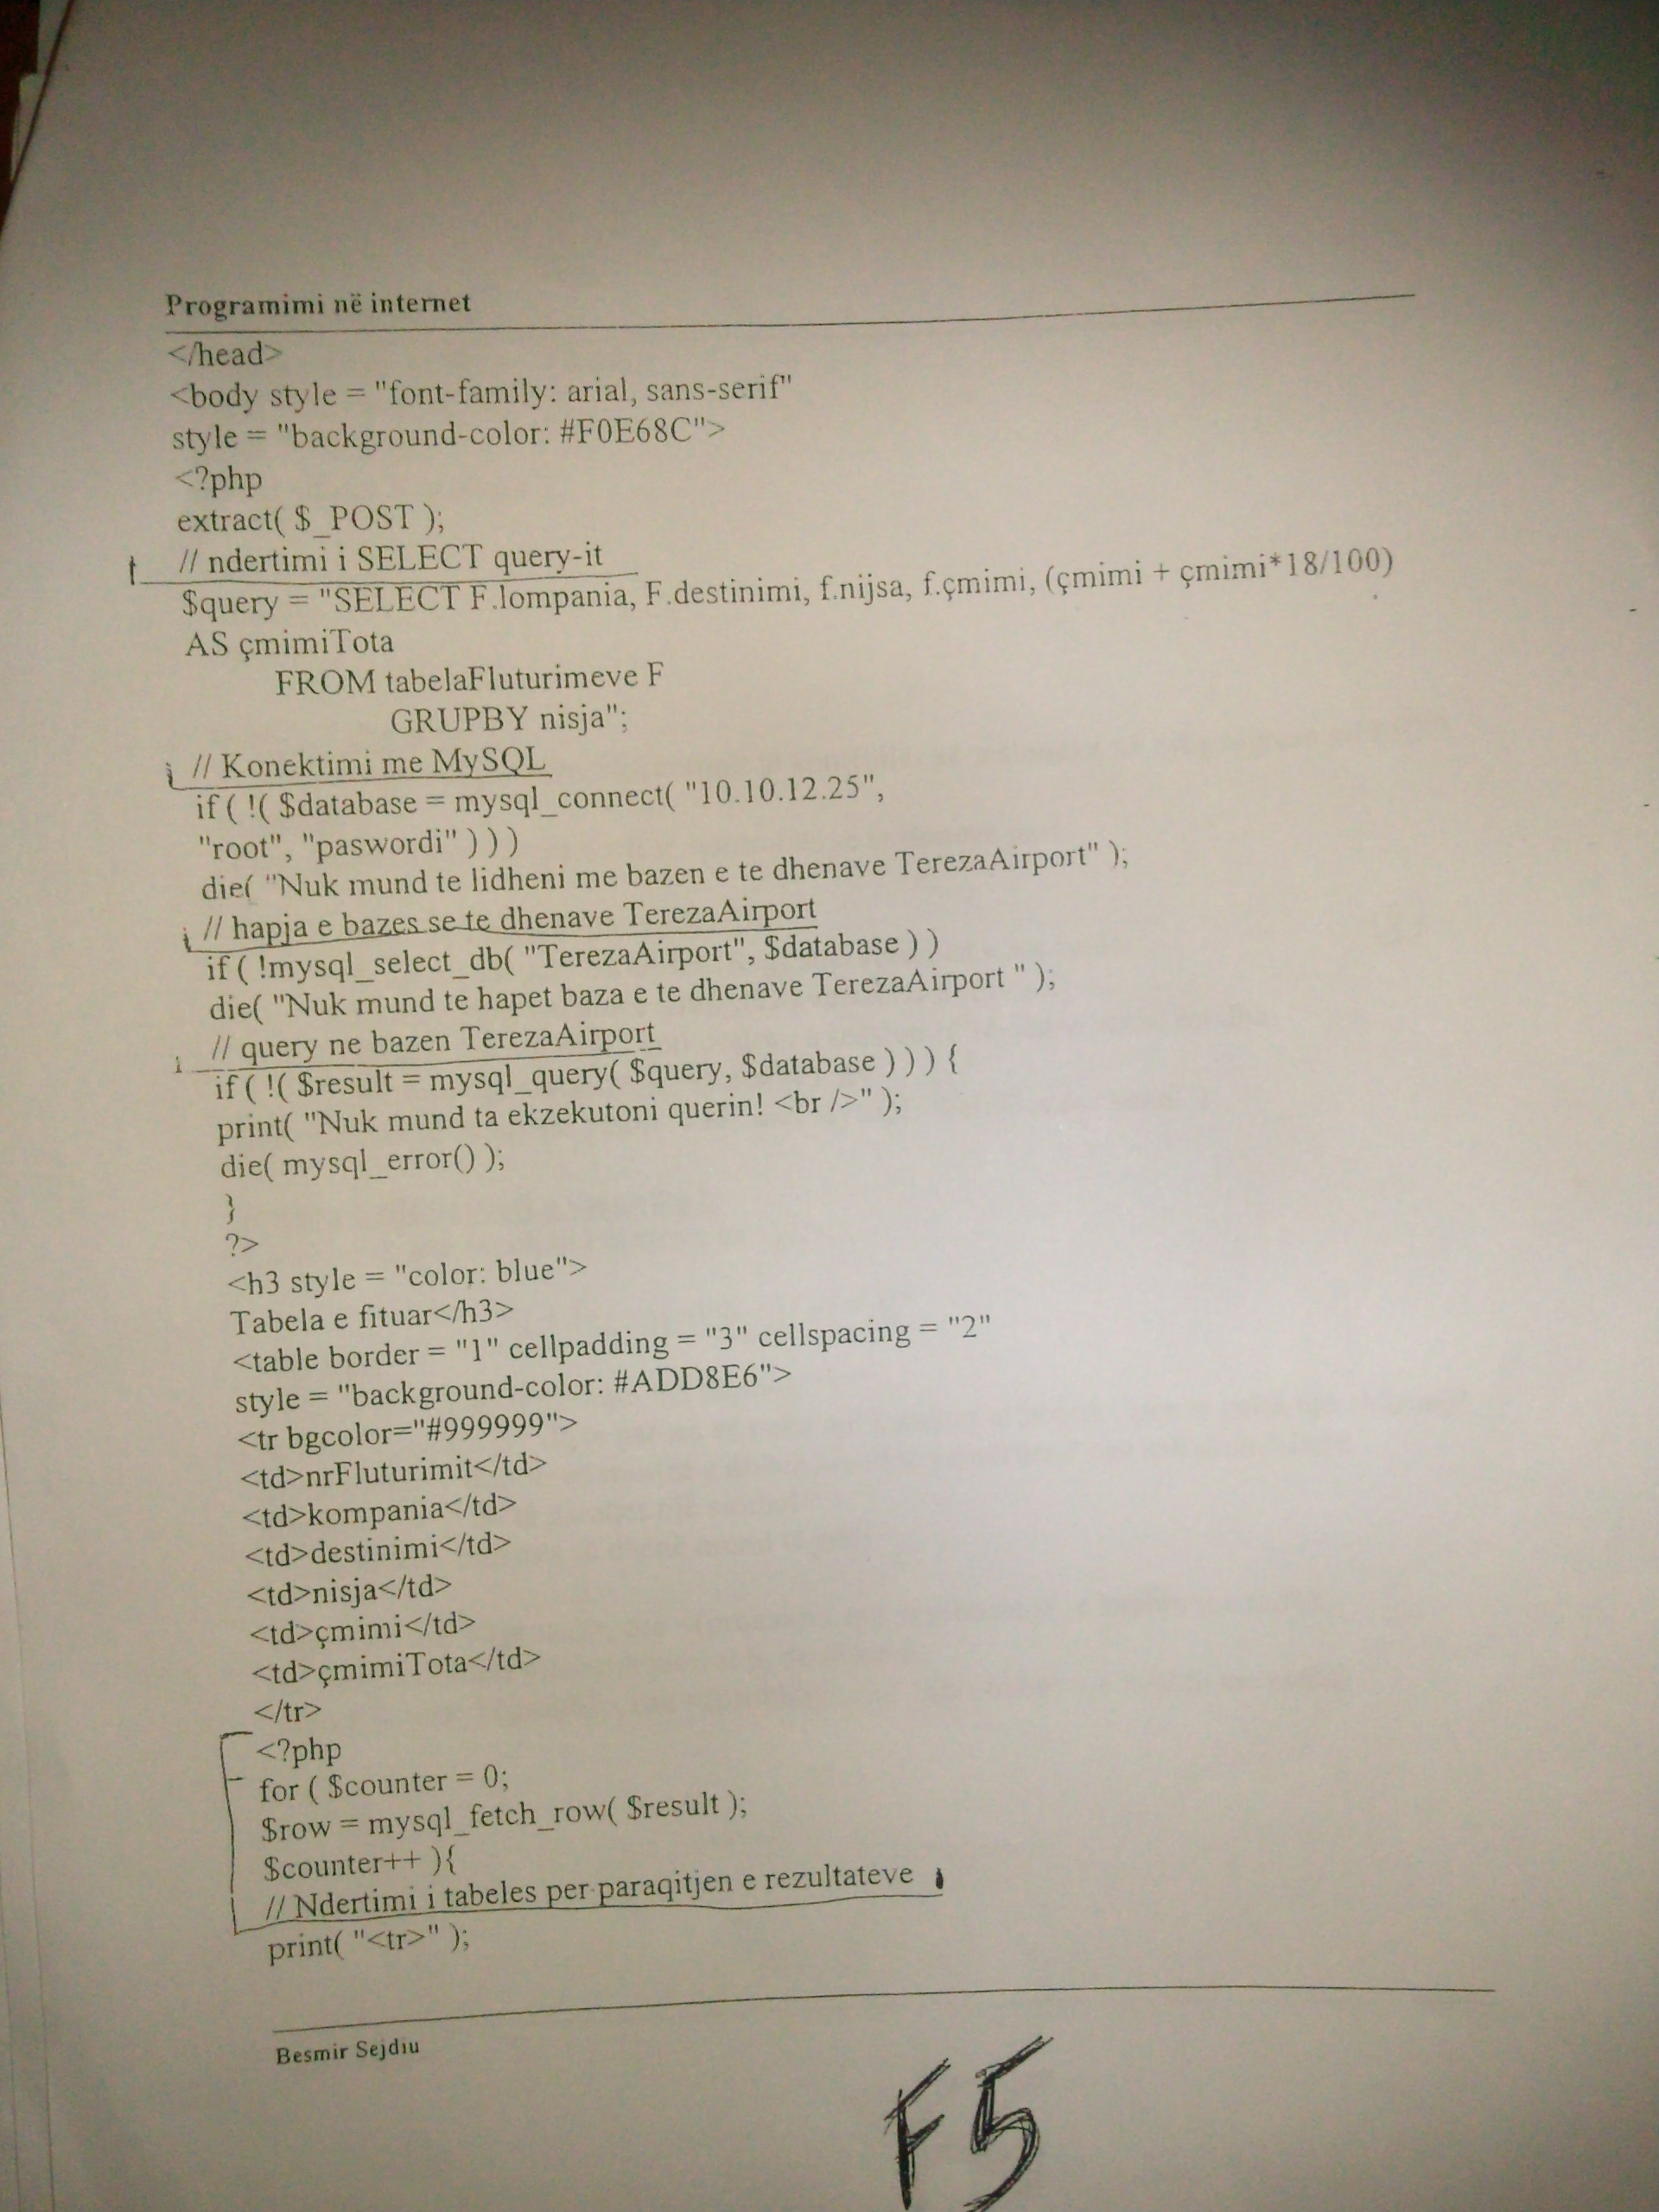 Programimi në internet
</head>
<body style = "font-family: arial, sans-serif"
style = "background-color: #F0E68C">
<?php
extract( $_POST );
// ndertimi i SELECT query-it
$query = "SELECT F.lompania, F.destinimi, f.nijsa, f.çmimi, (çmimi + çmimi*18/100)
AS çmimiTota
FROM tabelaFluturimeve F
GRUPBY nisja";
// Konektimi me MySQL
if ( !( $database = mysql_connect( "10.10.12.25",
"root", "paswordi" ) ) )
die( "Nuk mund te lidheni me bazen e te dhenave TerezaAirport" );
// hapja e bazes se te dhenave TerezaAirport
if ( !mysql_select_db( "TerezaAirport", $database ) )
die( "Nuk mund te hapet baza e te dhenave TerezaAirport " );
// query ne bazen TerezaAirport
if ( !( $result = mysql_query( $query, $database ) ) ) {
print( "Nuk mund ta ekzekutoni querin! <br />" );
die( mysql_error() );
}
?>
<h3 style = "color: blue">
Tabela e fituar</h3>
<table border = "1" cellpadding = "3" cellspacing = "2"
style = "background-color: #ADD8E6">
<tr bgcolor="#999999">
<td>nrFluturimit</td>
<td>kompania</td>
<td>destinimi</td>
<td>nisja</td>
<td>çmimi</td>
<td>çmimiTota</td>
</tr>
<?php
for ( $counter = 0;
$row = mysql_fetch_row( $result );
$counter++ ){
// Ndertimi i tabeles per paraqitjen e rezultateve
print( "<tr>" );
Besmir Sejdiu